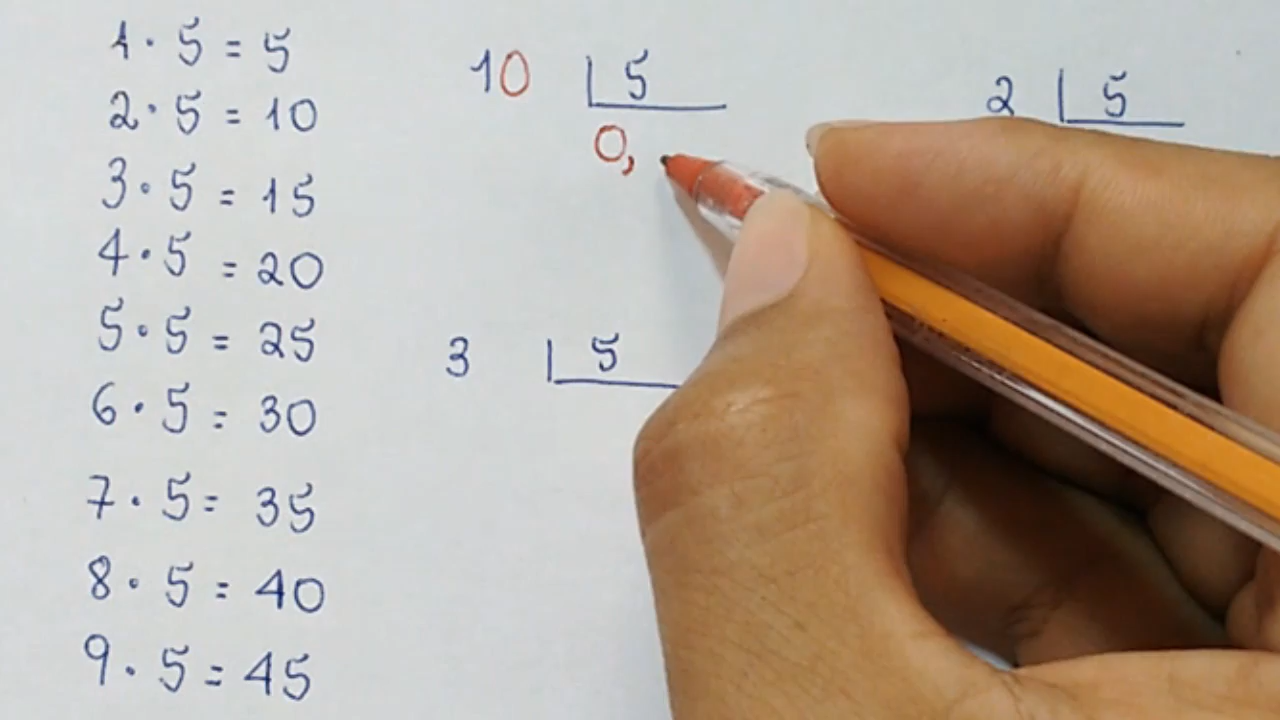 1 · 5 = 5
2 · 5 = 10
3 · 5 = 15
4 · 5 = 20
5 · 5 = 25
6 · 5 = 30
7 · 5 = 35
8 · 5 = 40
9 · 5 = 45
10 5
0,
2 5
3 5